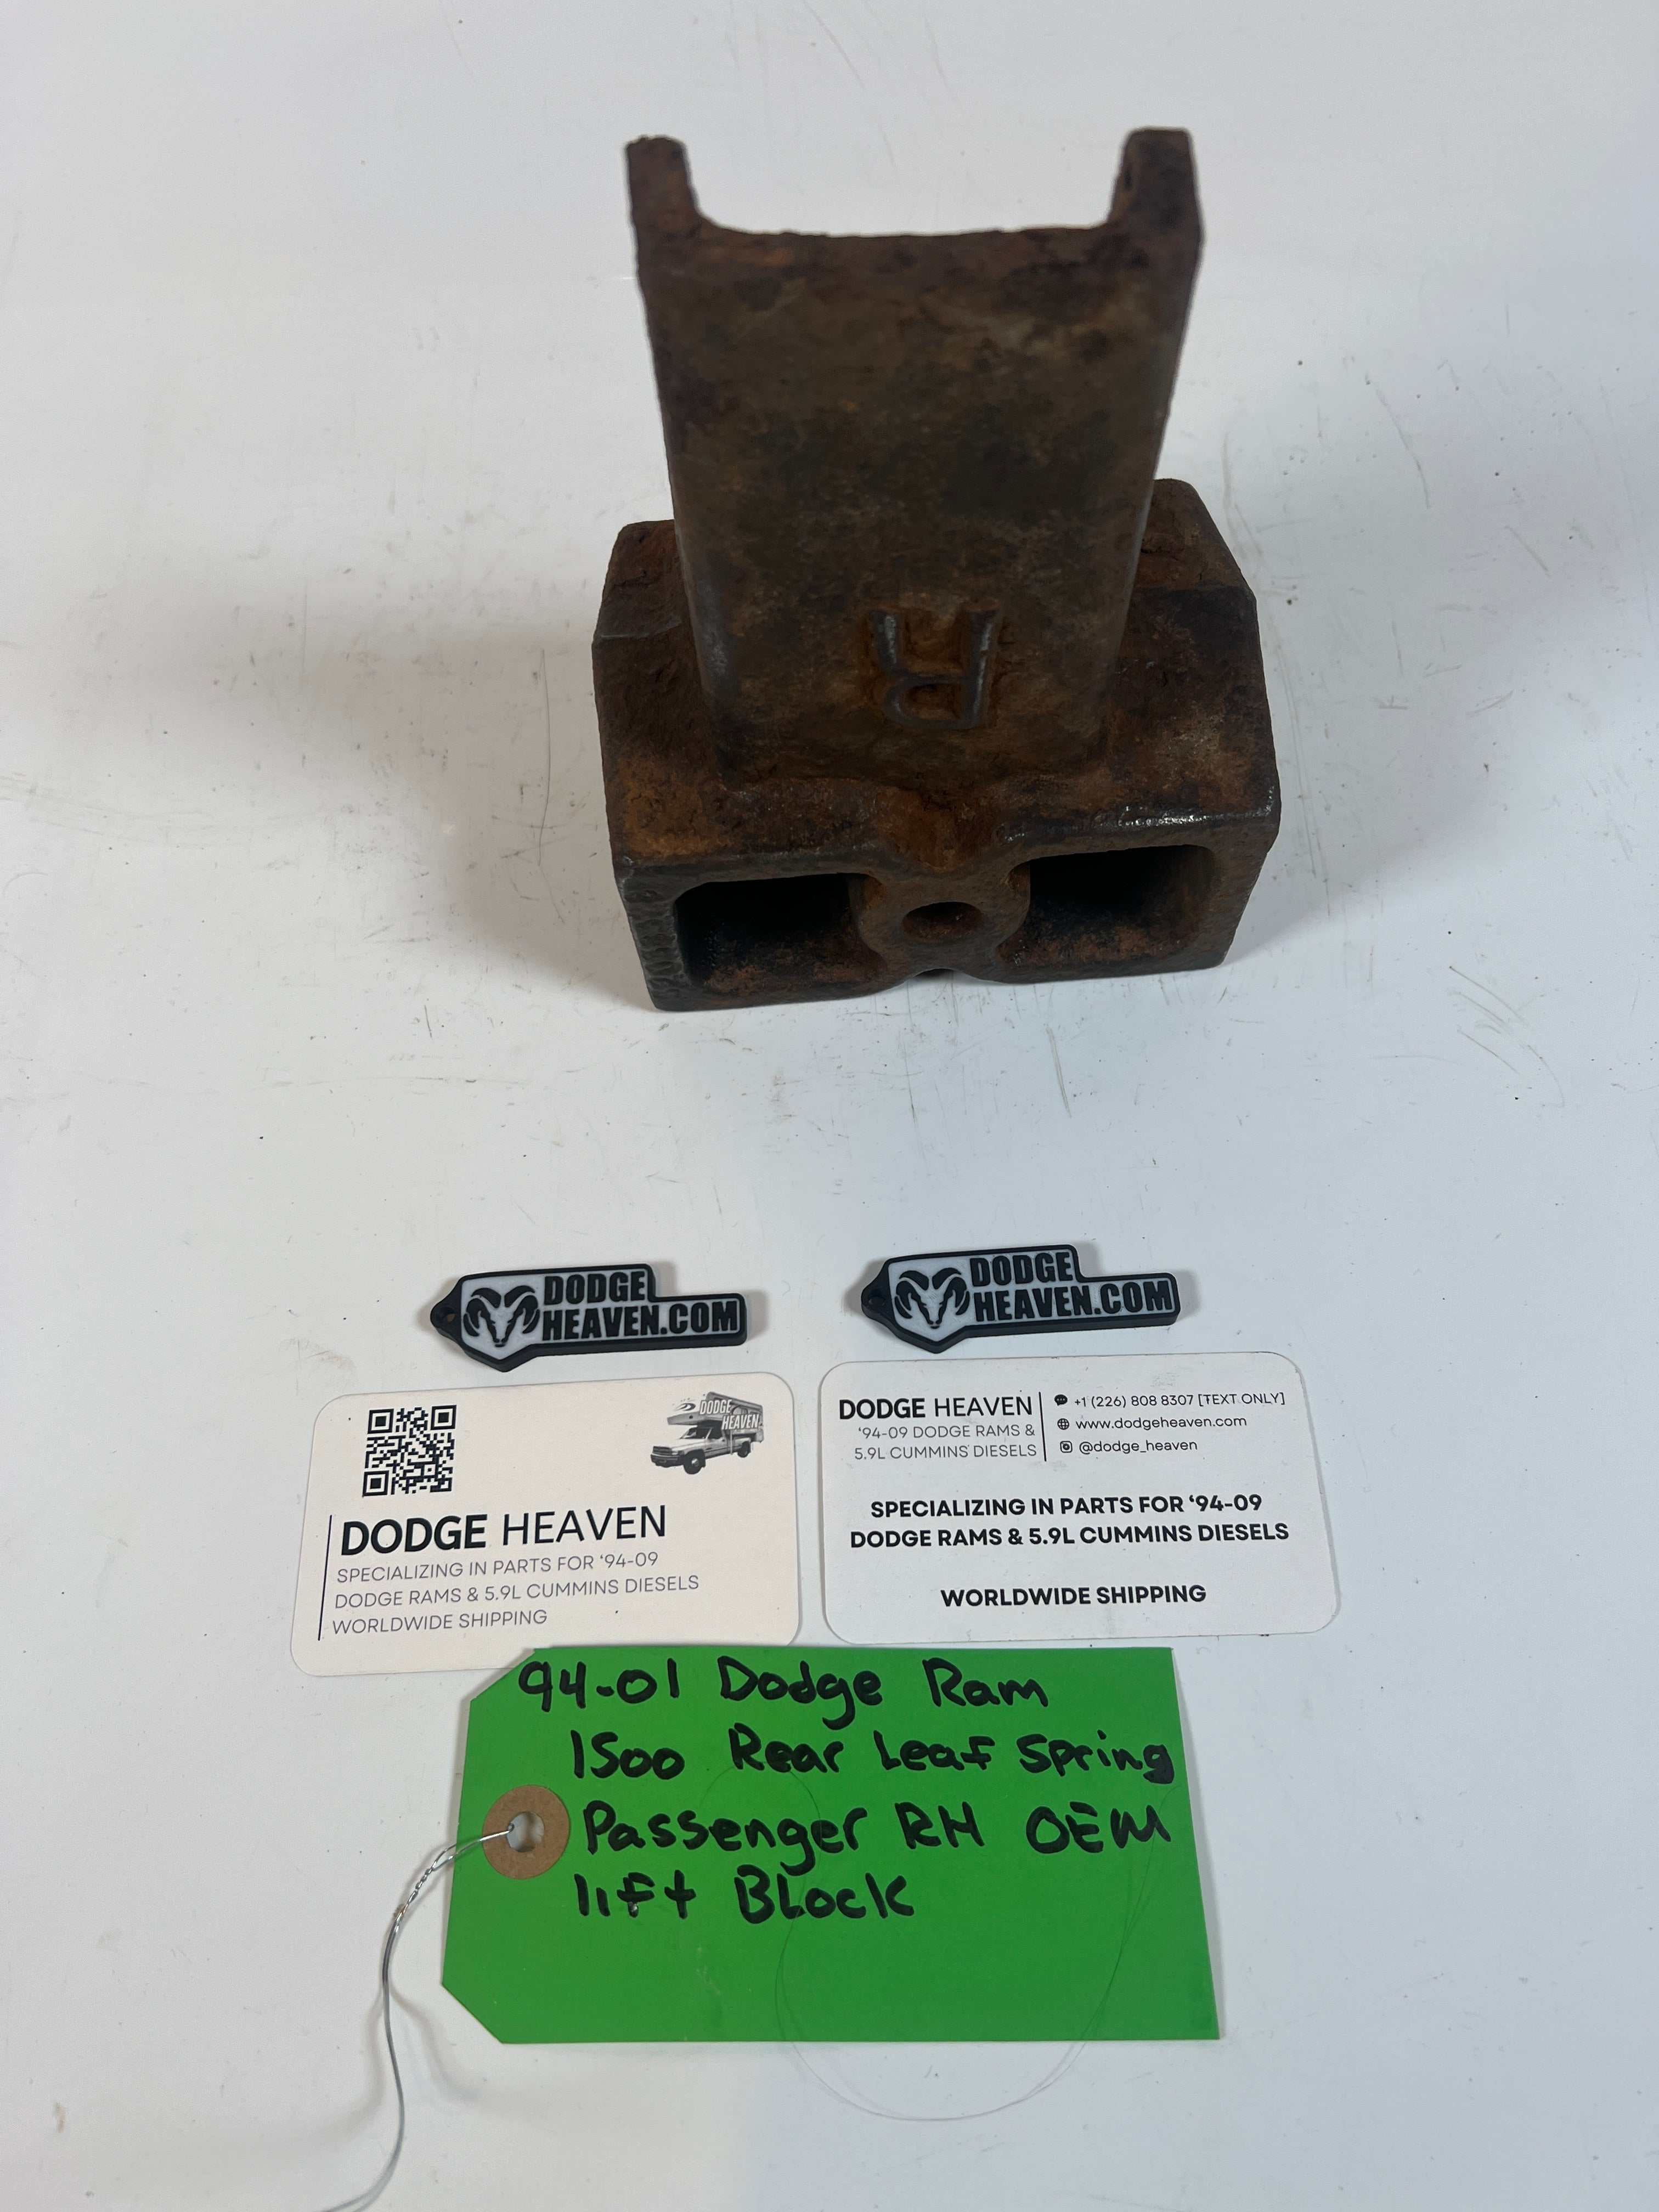 R
DODGE
HEAVEN.COM
DODGE
HEAVEN.COM
DODGE
HEAVEN
DODGE HEAVEN
SPECIALIZING IN PARTS FOR ‘94-09
DODGE RAMS & 5.9L CUMMINS DIESELS
WORLDWIDE SHIPPING
DODGE HEAVEN
‘94-09 DODGE RAMS &
5.9L CUMMINS DIESELS
+1 (226) 808 8307 [TEXT ONLY]
www.dodgeheaven.com
@dodge_heaven
SPECIALIZING IN PARTS FOR ‘94-09
DODGE RAMS & 5.9L CUMMINS DIESELS
WORLDWIDE SHIPPING
94-01 Dodge Ram
1500 Rear Leaf Spring
Passenger RH OEM
lift Block